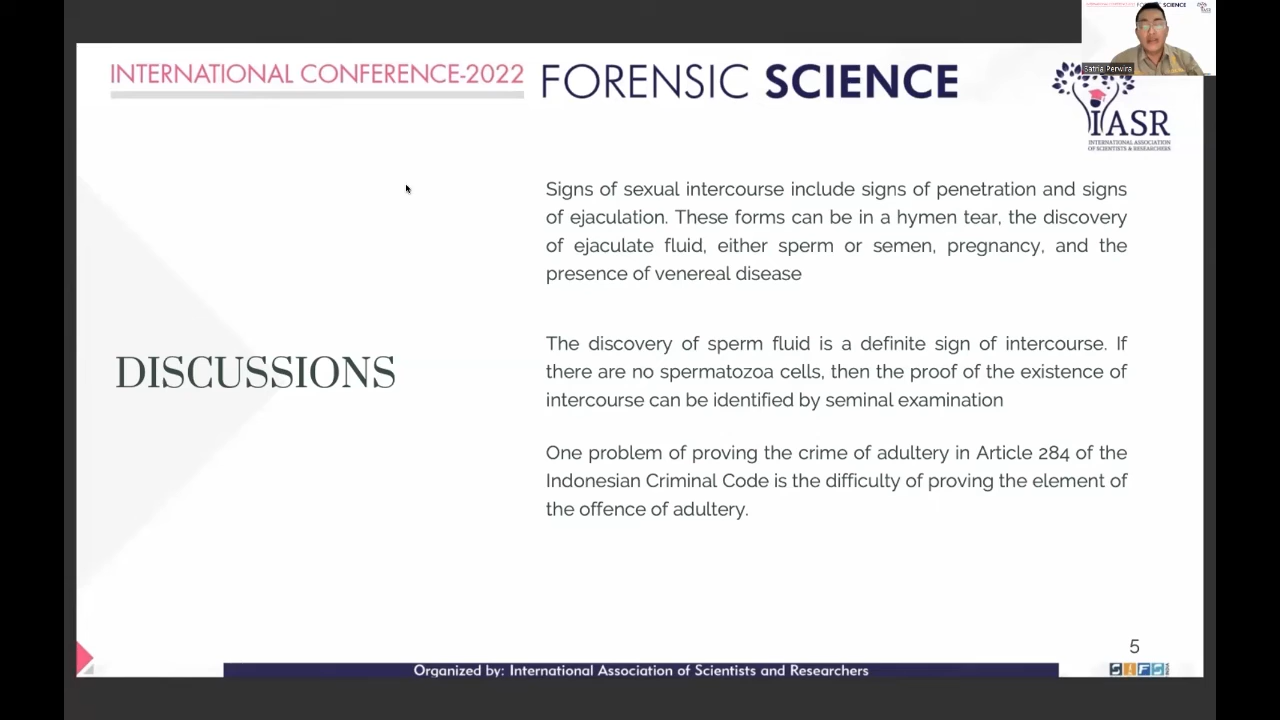 INTERNATIONAL CONFERENCE-2022 FORENSIC SCIENCE
SCIENCE
Satria Perwira
IASR
INTERNATIONAL ASSOCIATION
OF SCIENTISTS & RESEARCHERS
Signs of sexual intercourse include signs of penetration and signs
of ejaculation. These forms can be in a hymen tear, the discovery
of ejaculate fluid, either sperm or semen, pregnancy, and the
presence of venereal disease
DISCUSSIONS
The discovery of sperm fluid is a definite sign of intercourse. If
there are no spermatozoa cells, then the proof of the existence of
intercourse can be identified by seminal examination
One problem of proving the crime of adultery in Article 284 of the
Indonesian Criminal Code is the difficulty of proving the element of
the offence of adultery.
5
Organized by: International Association of Scientists and Researchers
SIFS